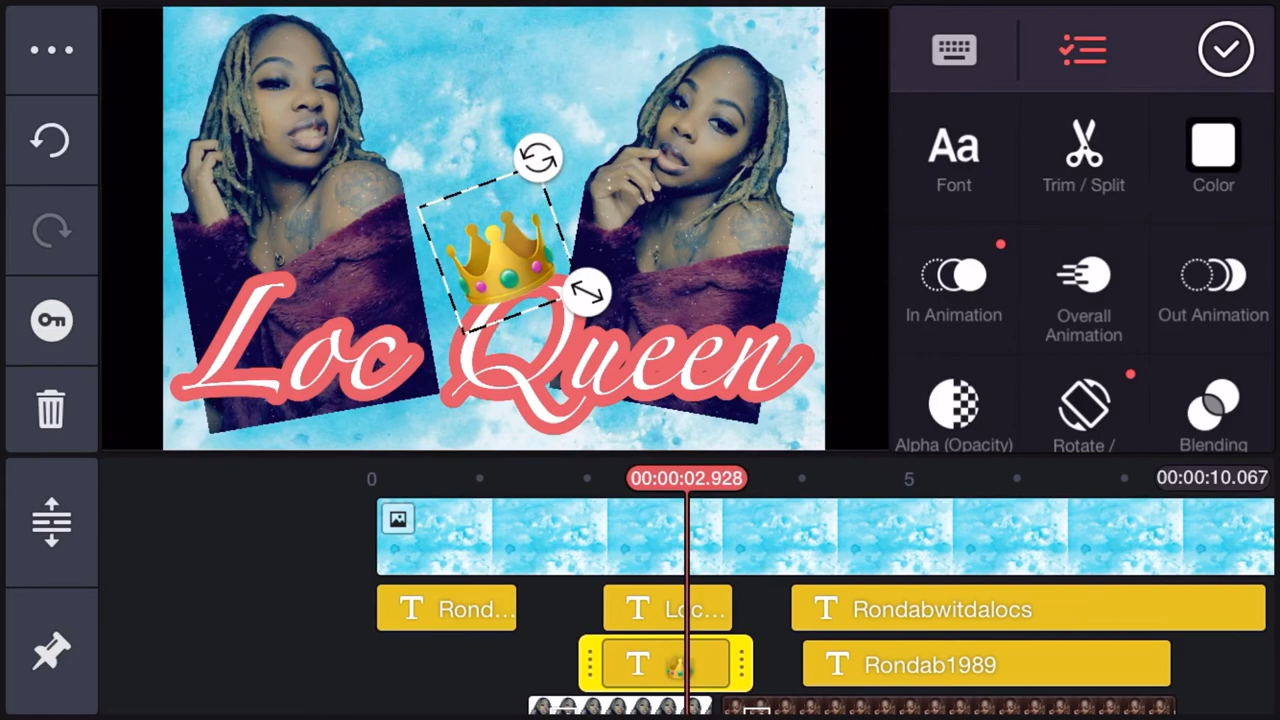 Loc Queen
Aa
Font
Trim / Split
Color
In Animation
Overall
Animation
Out Animation
Alpha (Opacity)
Rotate /
Blending
0
00:00:02.928
5
00:00:10.067
T Rond...
T Loc...
T Rondabwitdalocs
T
T Rondab1989